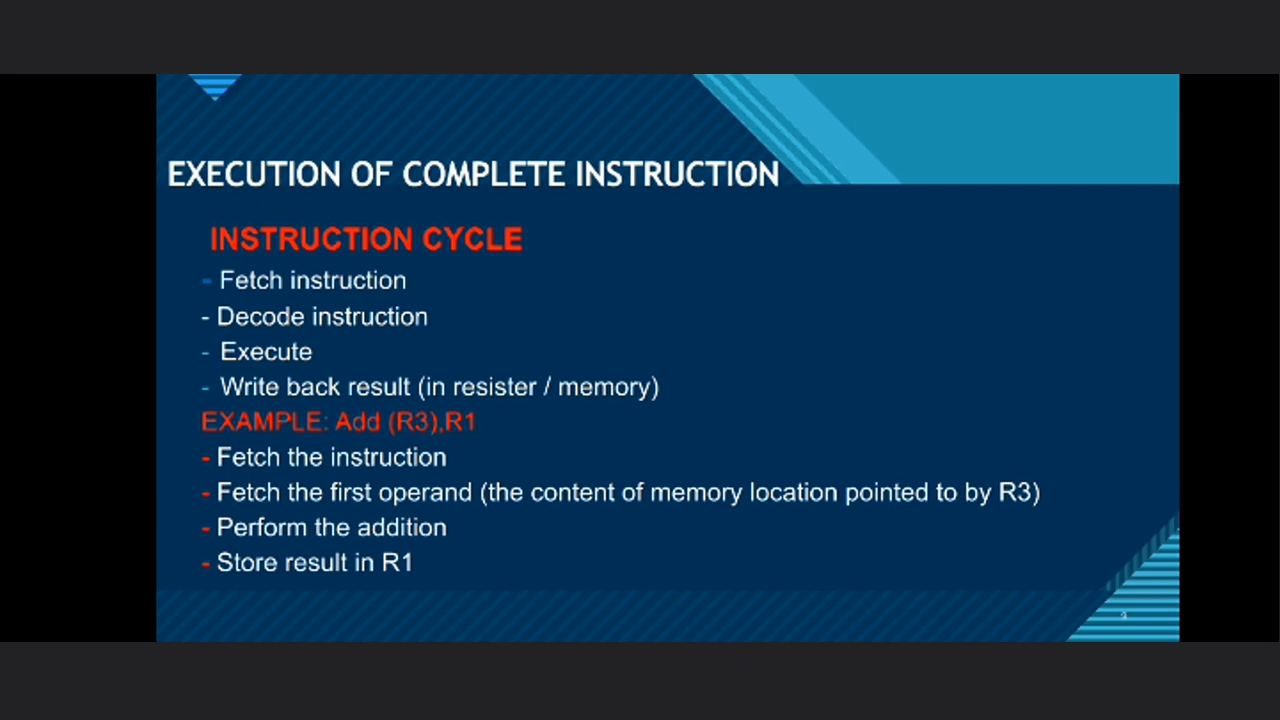 EXECUTION OF COMPLETE INSTRUCTION
INSTRUCTION CYCLE
- Fetch instruction
- Decode instruction
- Execute
- Write back result (in resister / memory)
EXAMPLE: Add (R3),R1
- Fetch the instruction
- Fetch the first operand (the content of memory location pointed to by R3)
- Perform the addition
- Store result in R1